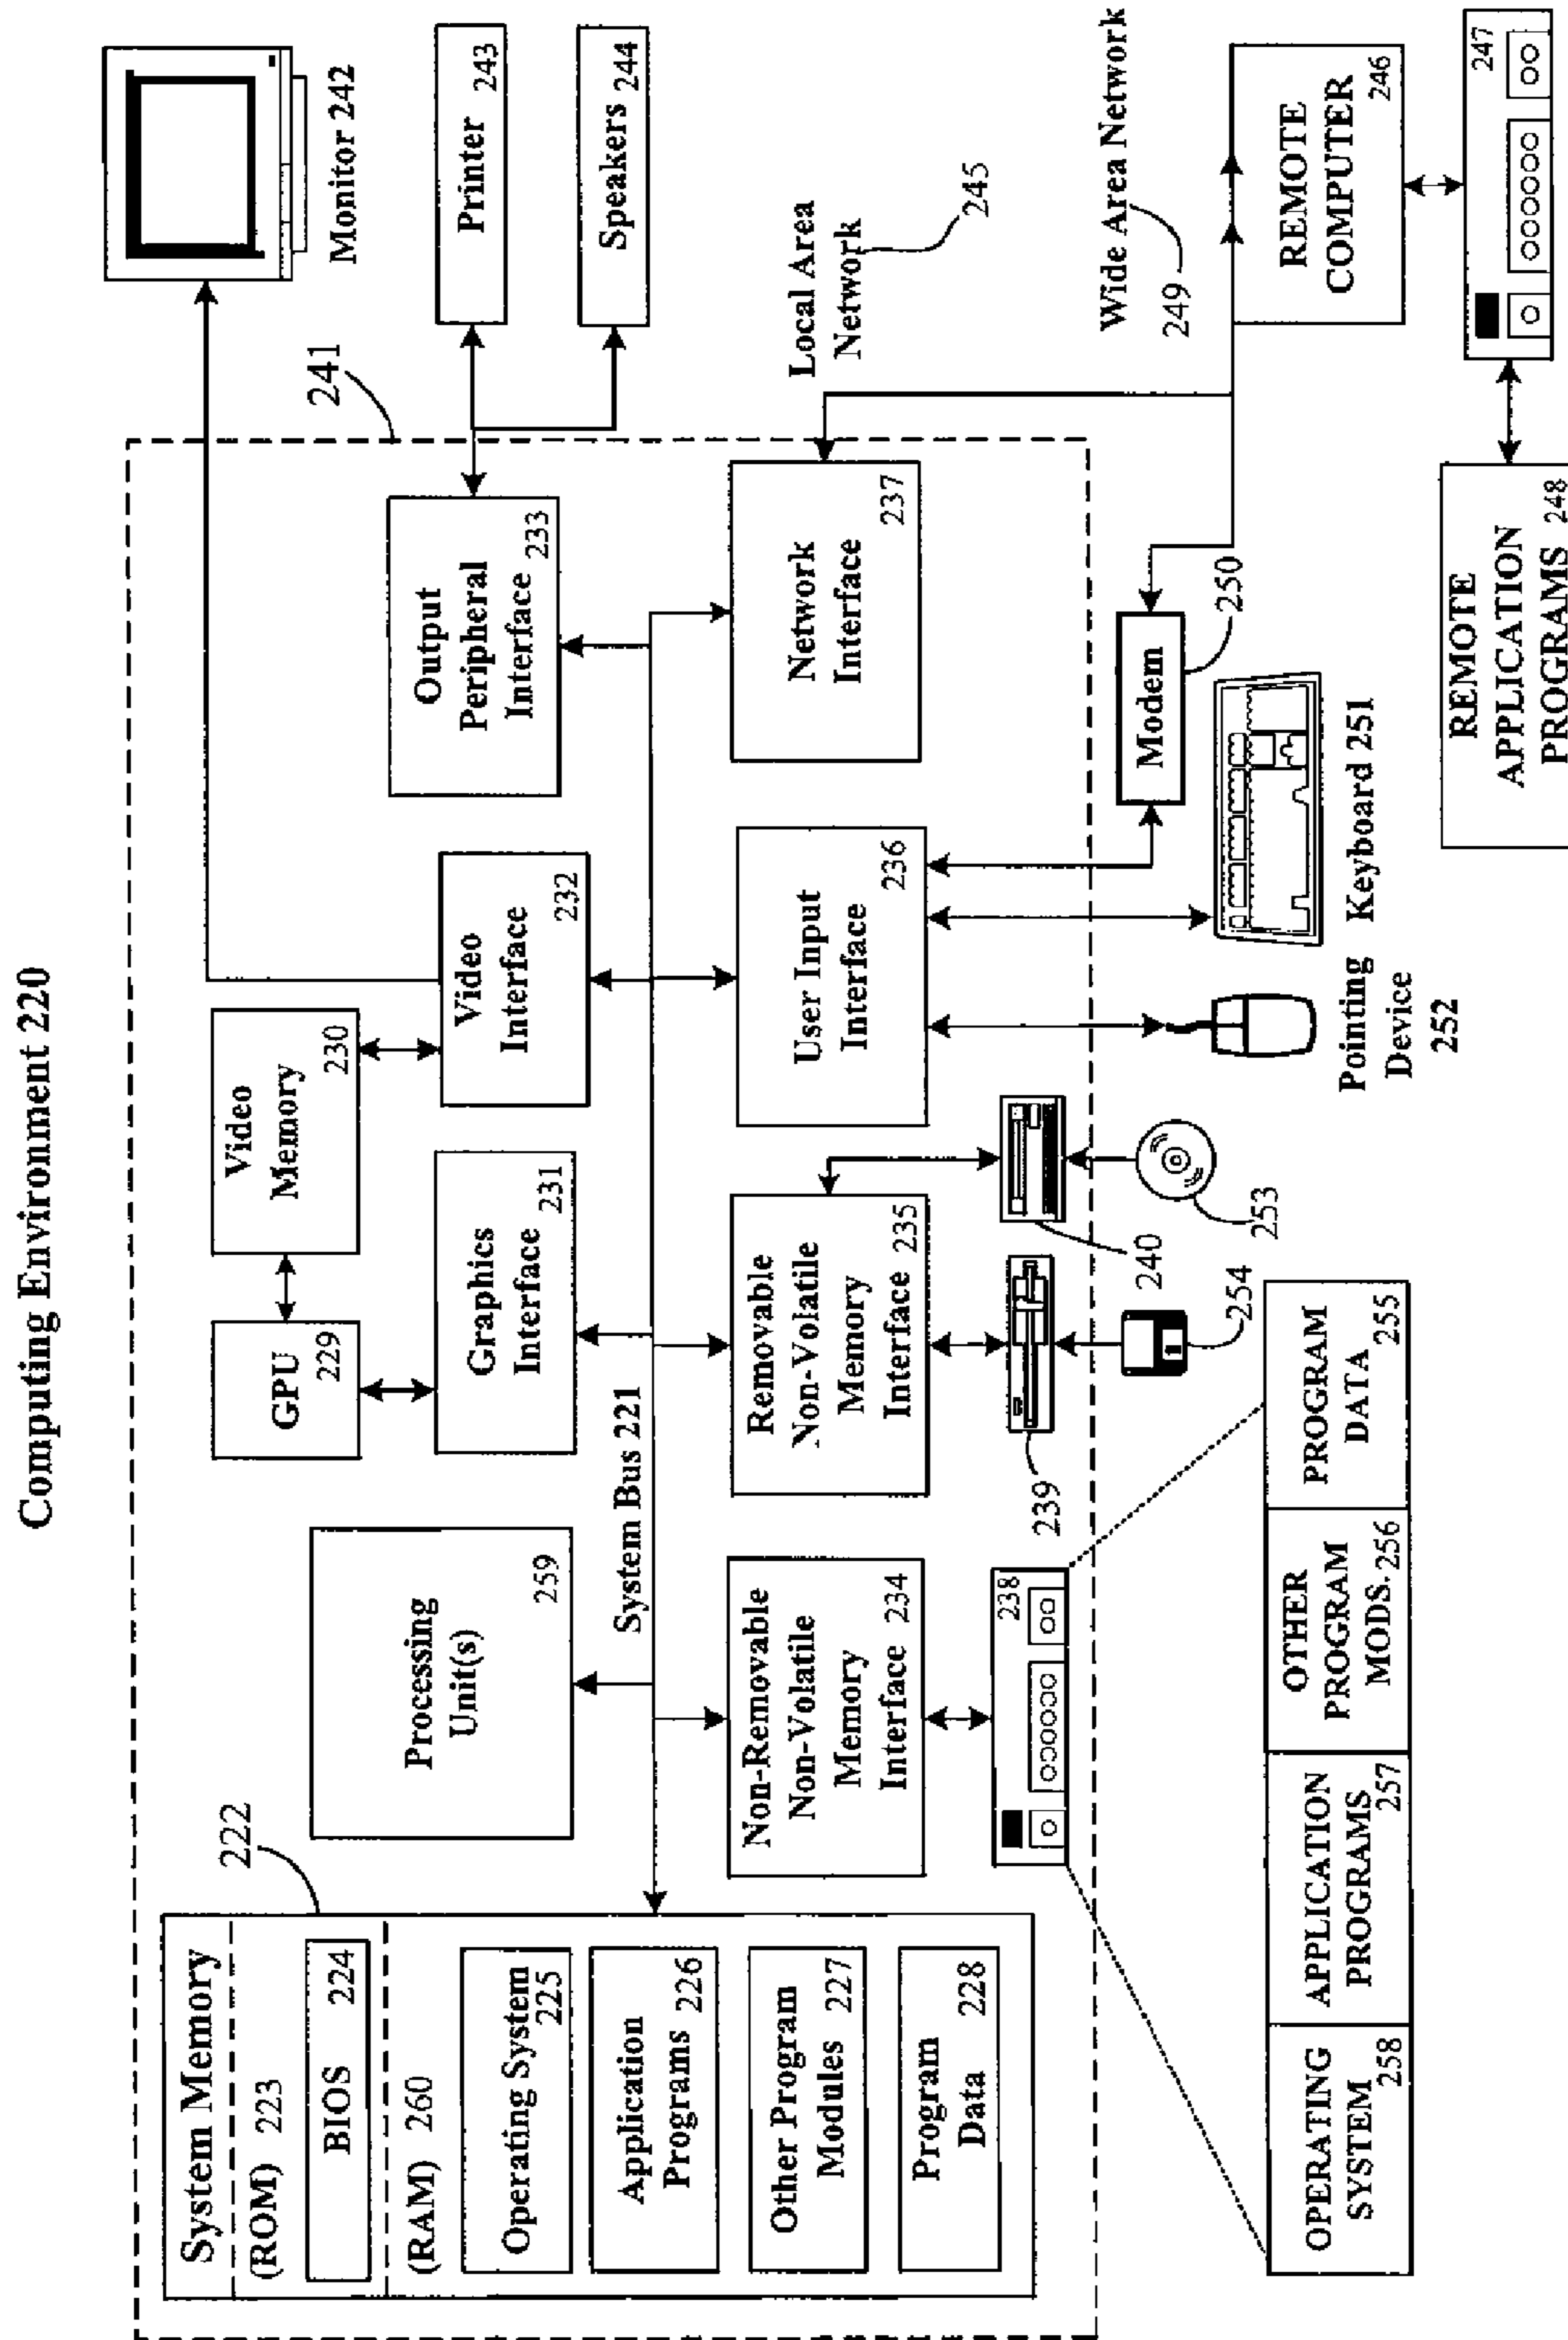 Computing Environment 220
System Memory
222
(ROM) 223
BIOS 224
(RAM) 260
Operating System
225
Application
Programs 226
Other Program
Modules 227
Program
Data 228
Processing
Unit(s)
259
GPU
229
Video
Memory
230
Graphics
Interface
231
Video
Interface
232
Output
Peripheral
Interface 233
241
Monitor 242
Printer 243
Speakers 244
System Bus 221
Non-Removable
Non-Volatile
Memory
Interface 234
Removable
Non-Volatile
Memory
Interface 235
User Input
Interface
236
Network
Interface
237
Local Area
Network
245
238
239
240
254
253
Modem
250
Wide Area Network
249
Pointing
Device
252
Keyboard 251
REMOTE
COMPUTER
246
247
OPERATING
SYSTEM
258
APPLICATION
PROGRAMS
257
OTHER
PROGRAM
MODS. 256
PROGRAM
DATA
255
REMOTE
APPLICATION
PROGRAMS 248